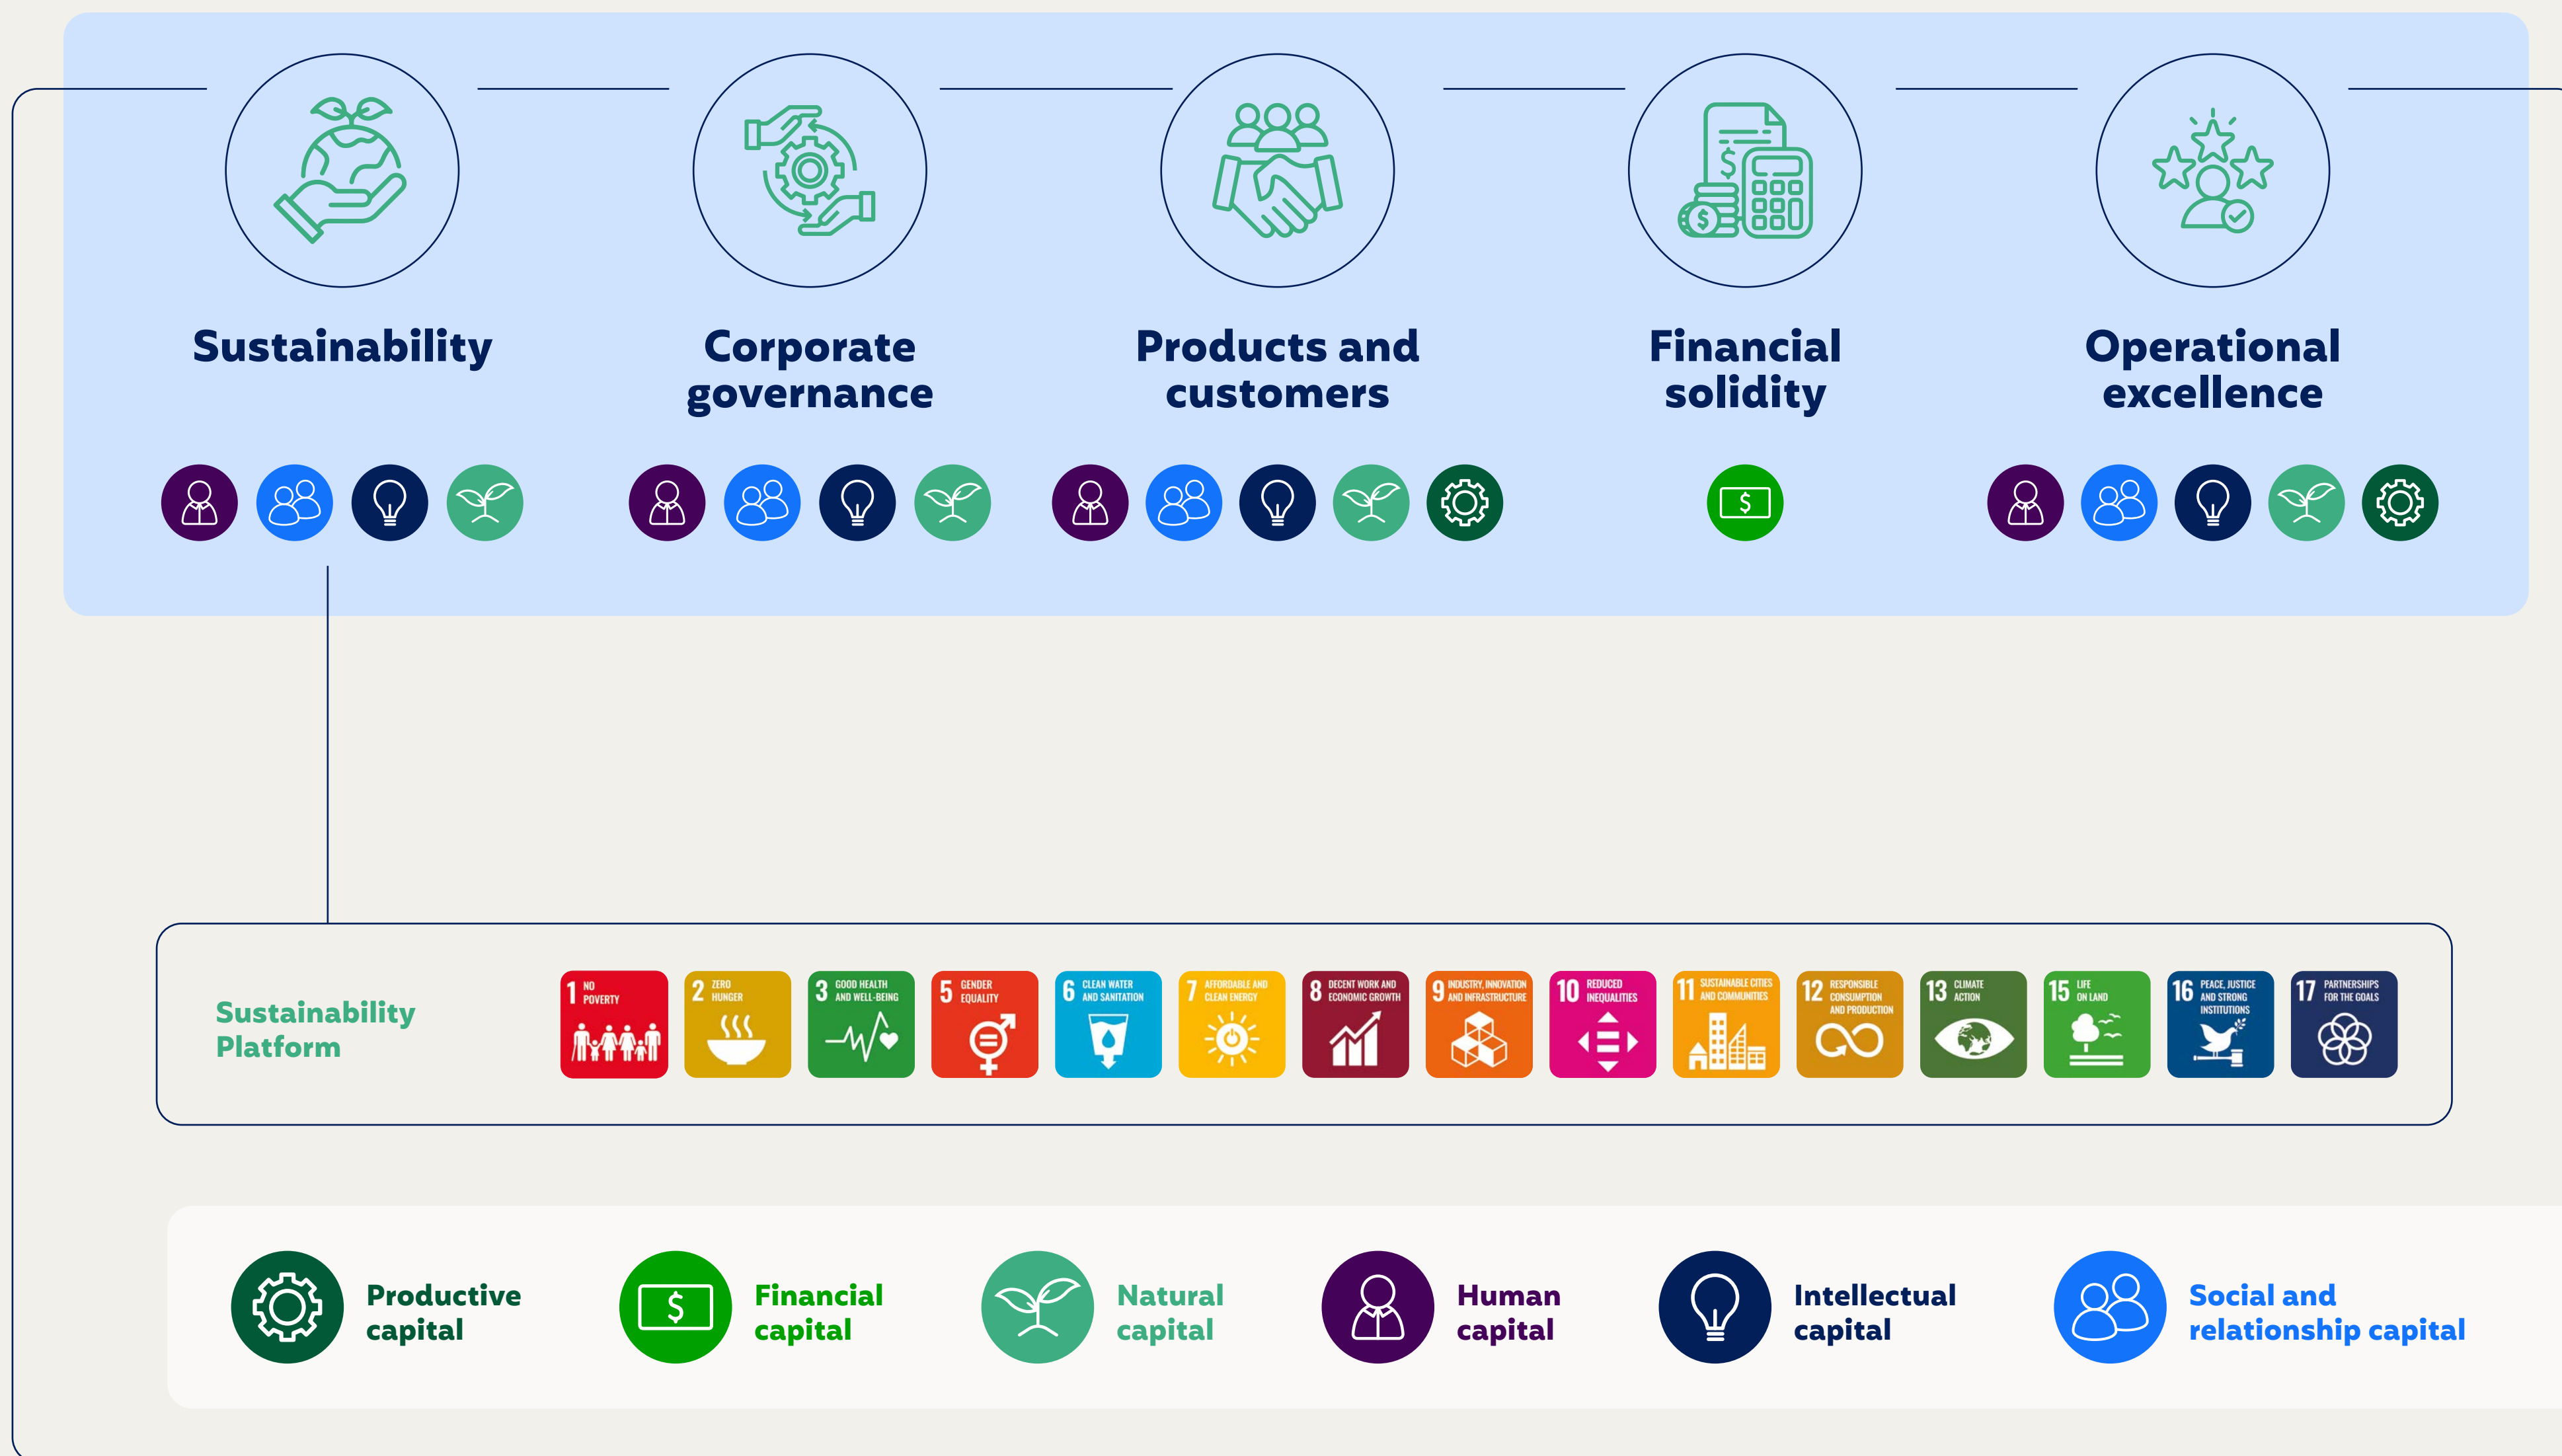 Sustainability
Corporate
governance
Products and
customers
Financial
solidity
Operational
excellence
$
$
$
Sustainability
Platform
1 NO
POVERTY
2 ZERO
HUNGER
3 GOOD HEALTH
AND WELL-BEING
5 GENDER
EQUALITY
6 CLEAN WATER
AND SANITATION
7 AFFORDABLE AND
CLEAN ENERGY
8 DECENT WORK AND
ECONOMIC GROWTH
9 INDUSTRY, INNOVATION
AND INFRASTRUCTURE
10 REDUCED
INEQUALITIES
11 SUSTAINABLE CITIES
AND COMMUNITIES
12 RESPONSIBLE
CONSUMPTION
AND PRODUCTION
13 CLIMATE
ACTION
15 LIFE
ON LAND
16 PEACE, JUSTICE
AND STRONG
INSTITUTIONS
17 PARTNERSHIPS
FOR THE GOALS
Productive
capital
$
Financial
capital
Natural
capital
Human
capital
Intellectual
capital
Social and
relationship capital